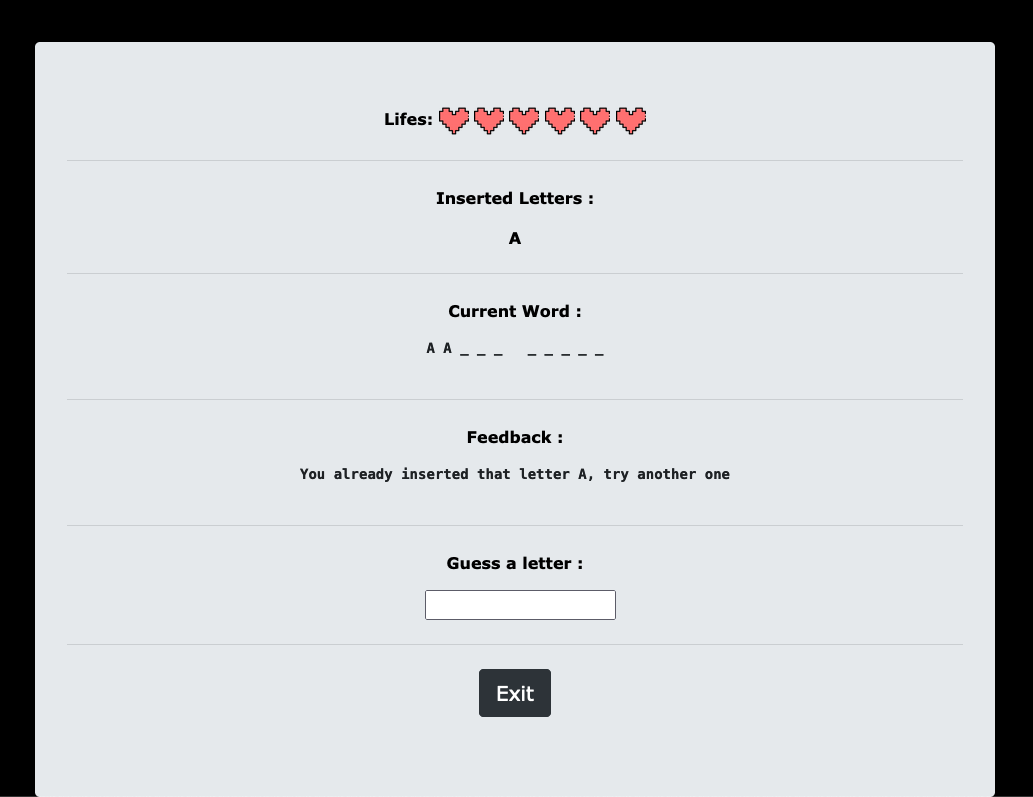 Lifes:
Inserted Letters :
A
Current Word :
A A _ _ _   _ _ _ _ _
Feedback :
You already inserted that letter A, try another one
Guess a letter :
Exit